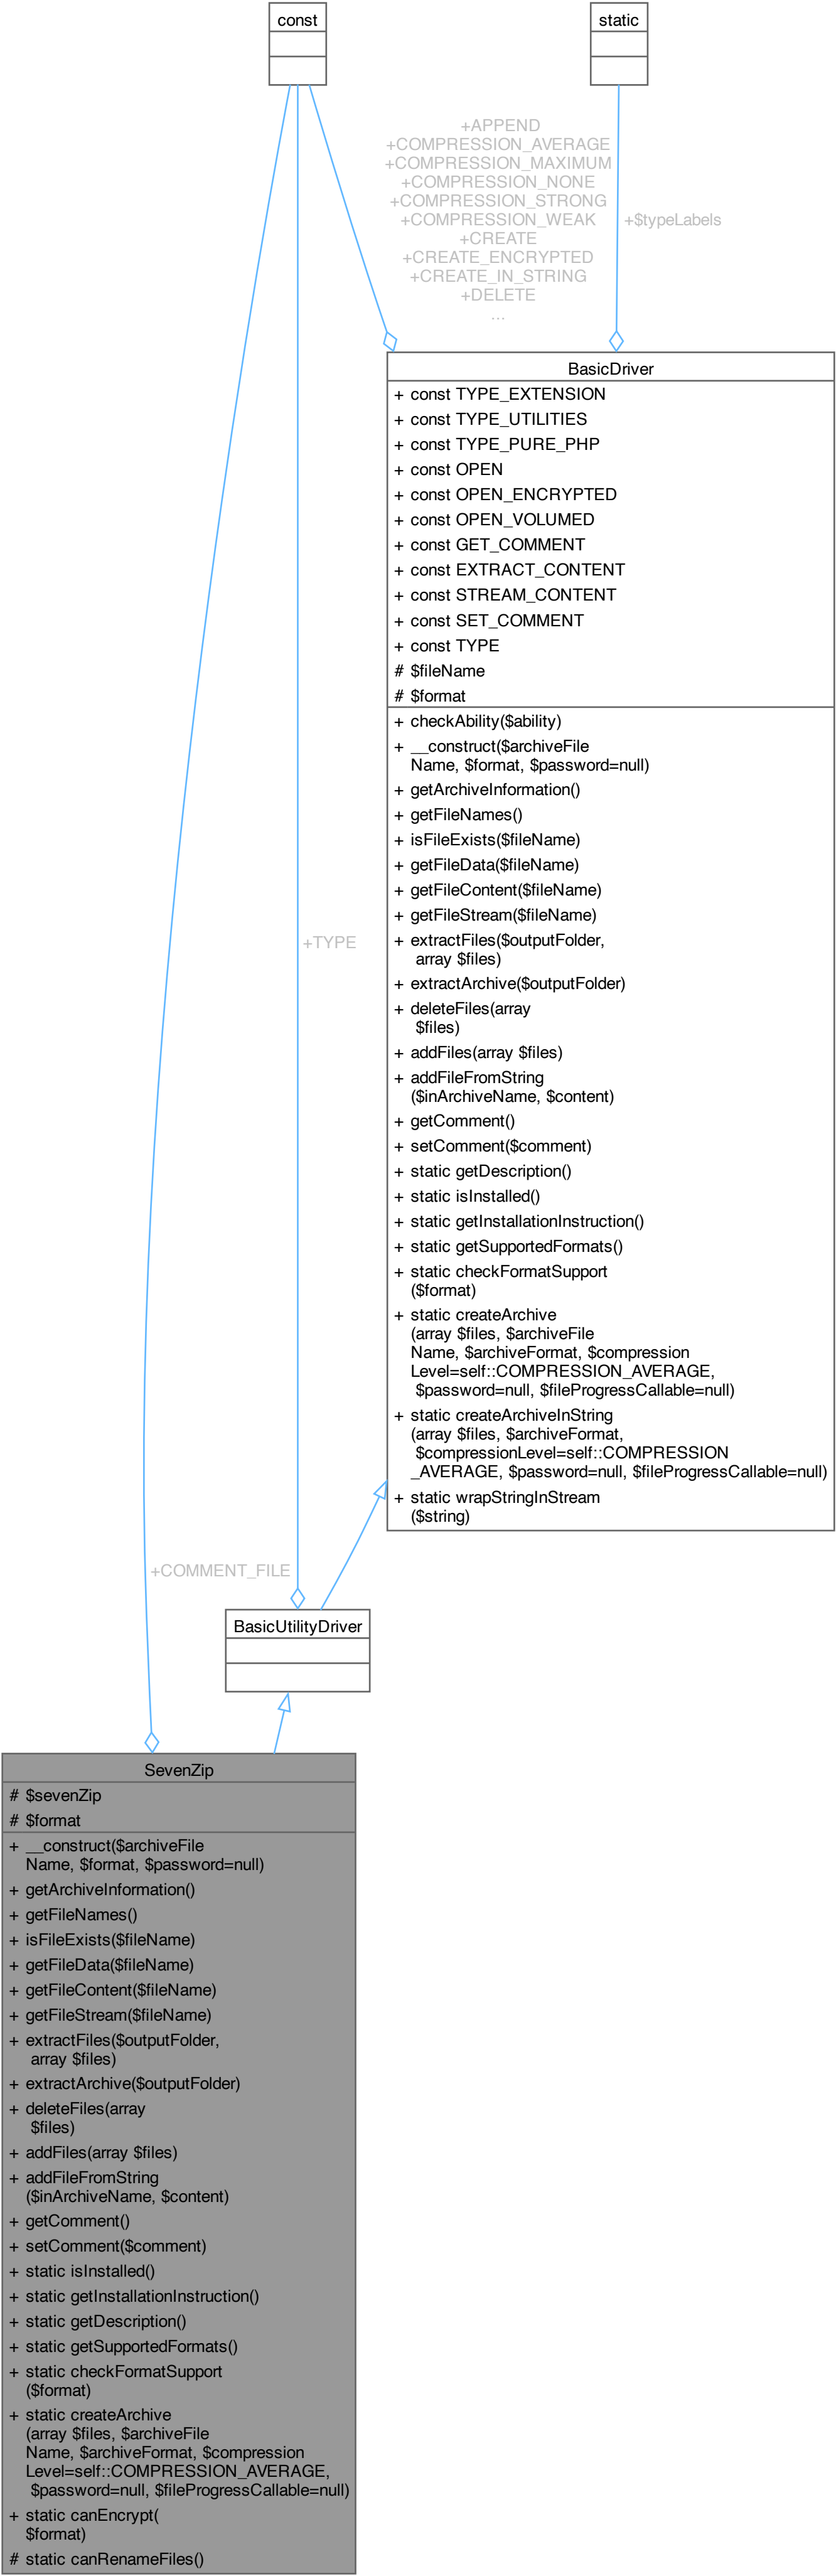 const
static
+APPEND
+COMPRESSION_AVERAGE
+COMPRESSION_MAXIMUM
+COMPRESSION_NONE
+COMPRESSION_STRONG
+COMPRESSION_WEAK
+CREATE
+CREATE_ENCRYPTED
+CREATE_IN_STRING
+DELETE
...
+$typeLabels
BasicDriver
+ const TYPE_EXTENSION
+ const TYPE_UTILITIES
+ const TYPE_PURE_PHP
+ const OPEN
+ const OPEN_ENCRYPTED
+ const OPEN_VOLUMED
+ const GET_COMMENT
+ const EXTRACT_CONTENT
+ const STREAM_CONTENT
+ const SET_COMMENT
+ const TYPE
# $fileName
# $format
+ checkAbility($ability)
+ __construct($archiveFile
Name, $format, $password=null)
+ getArchiveInformation()
+ getFileNames()
+ isFileExists($fileName)
+ getFileData($fileName)
+ getFileContent($fileName)
+ getFileStream($fileName)
+ extractFiles($outputFolder,
array $files)
+ extractArchive($outputFolder)
+ deleteFiles(array
$files)
+ addFiles(array $files)
+ addFileFromString
($inArchiveName, $content)
+ getComment()
+ setComment($comment)
+ static getDescription()
+ static isInstalled()
+ static getInstallationInstruction()
+ static getSupportedFormats()
+ static checkFormatSupport
($format)
+ static createArchive
(array $files, $archiveFile
Name, $archiveFormat, $compression
Level=self::COMPRESSION_AVERAGE,
$password=null, $fileProgressCallable=null)
+ static createArchiveInString
(array $files, $archiveFormat,
$compressionLevel=self::COMPRESSION
_AVERAGE, $password=null, $fileProgressCallable=null)
+ static wrapStringInStream
($string)
+TYPE
+COMMENT_FILE
BasicUtilityDriver
SevenZip
# $sevenZip
# $format
+ __construct($archiveFile
Name, $format, $password=null)
+ getArchiveInformation()
+ getFileNames()
+ isFileExists($fileName)
+ getFileData($fileName)
+ getFileContent($fileName)
+ getFileStream($fileName)
+ extractFiles($outputFolder,
array $files)
+ extractArchive($outputFolder)
+ deleteFiles(array
$files)
+ addFiles(array $files)
+ addFileFromString
($inArchiveName, $content)
+ getComment()
+ setComment($comment)
+ static isInstalled()
+ static getInstallationInstruction()
+ static getDescription()
+ static getSupportedFormats()
+ static checkFormatSupport
($format)
+ static createArchive
(array $files, $archiveFile
Name, $archiveFormat, $compression
Level=self::COMPRESSION_AVERAGE,
$password=null, $fileProgressCallable=null)
+ static canEncrypt(
$format)
# static canRenameFiles()